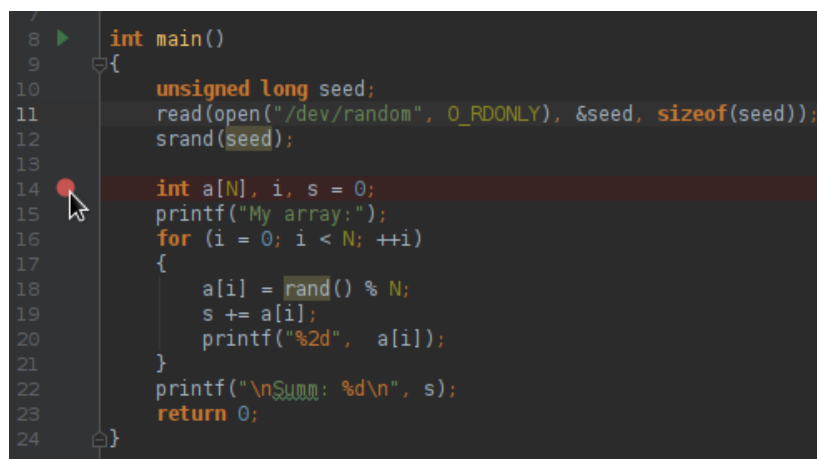 7
8 int main()
9 {
10 unsigned long seed;
11 read(open("/dev/random", O_RDONLY), &seed, sizeof(seed));
12 srand(seed);
13
14 int a[N], i, s = 0;
15 printf("My array:");
16 for (i = 0; i < N; ++i)
17 {
18 a[i] = rand() % N;
19 s += a[i];
20 printf("%2d",  a[i]);
21 }
22 printf("\nSumm: %d\n", s);
23 return 0;
24 }